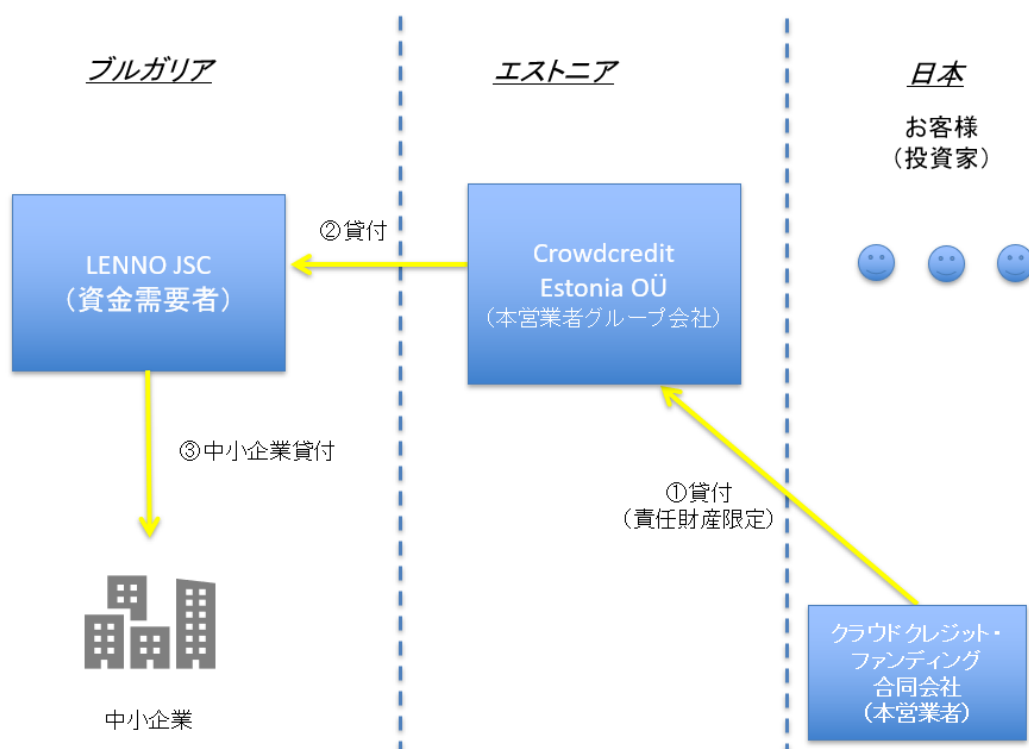 ブルガリア
エストニア
日本
お客様
（投資家）
LENNO JSC
（資金需要者）
②貸付
Crowdcredit
Estonia OÜ
（本営業者グループ会社）
③中小企業貸付
①貸付
（責任財産限定）
クラウドクレジット・
ファンディング
合同会社
（本営業者）
中小企業